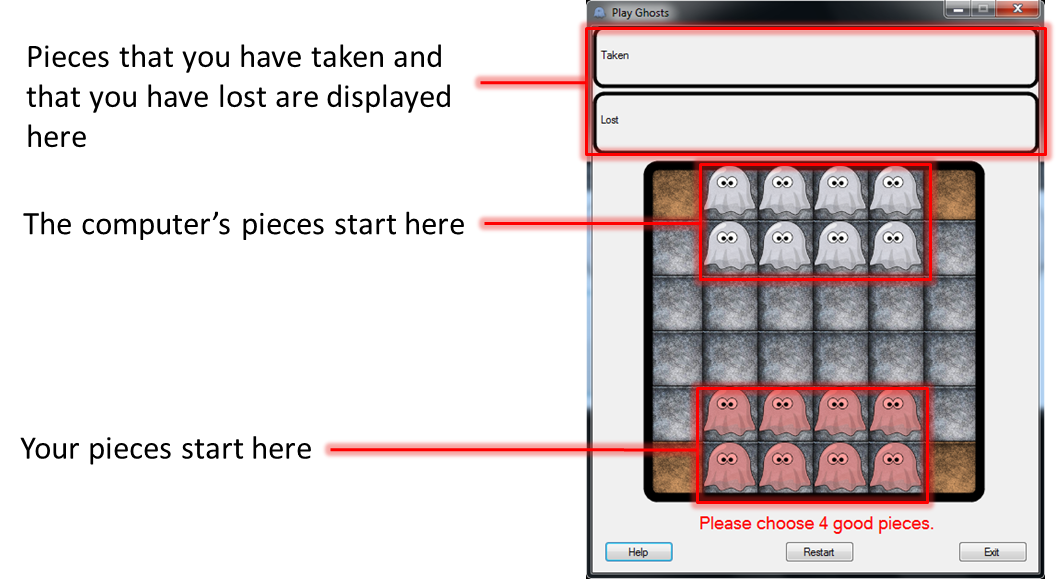 Play Ghosts
Pieces that you have taken and
that you have lost are displayed
here
Taken
Lost
The computer’s pieces start here
Your pieces start here
Please choose 4 good pieces.
Help
Restart
Exit